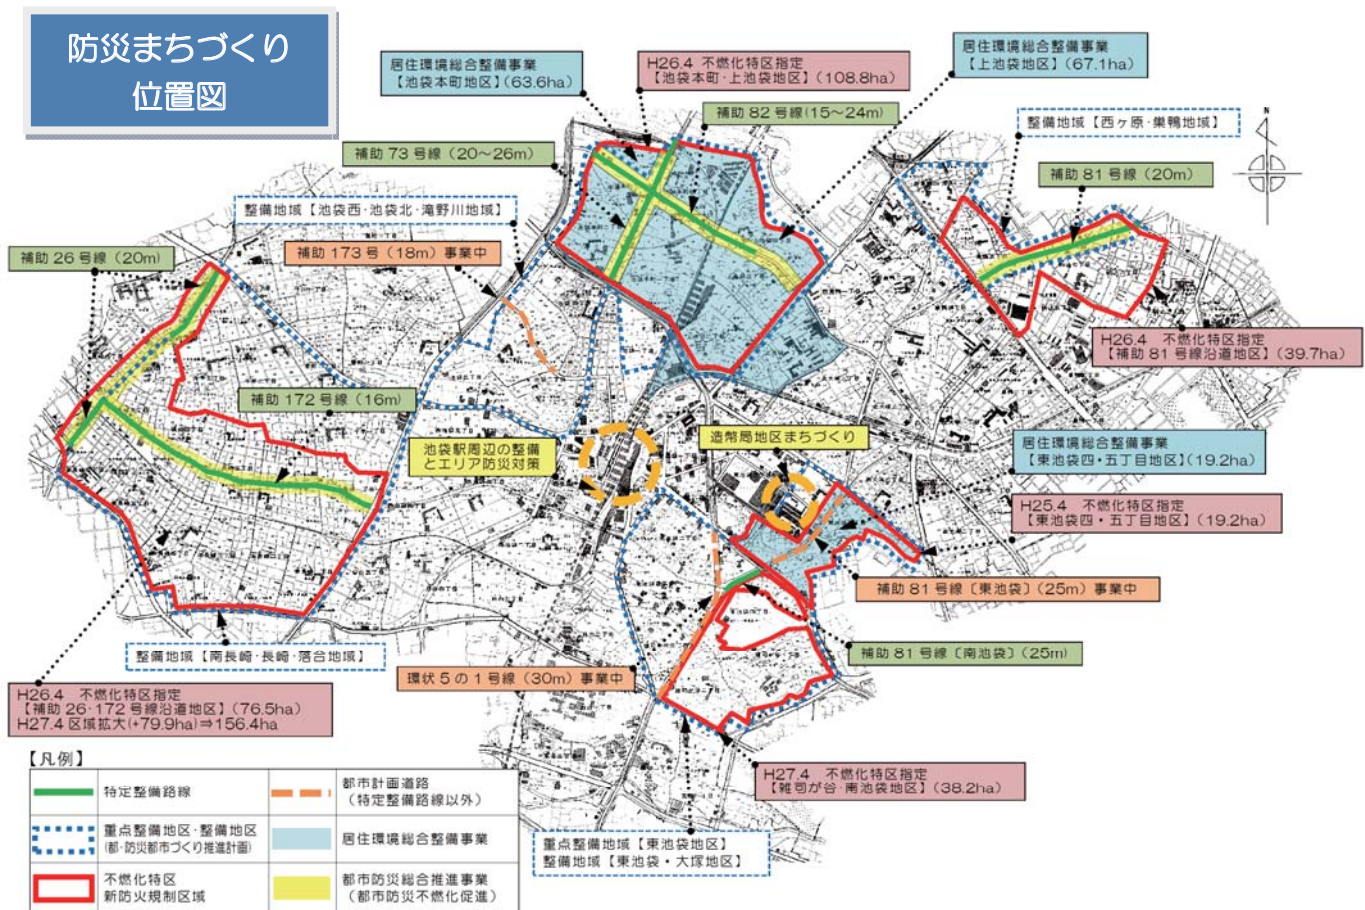 防災まちづくり
位置図
居住環境総合整備事業
【池袋本町地区】(63.6ha)
H26.4 不燃化特区指定
【池袋本町・上池袋地区】(108.8ha)
居住環境総合整備事業
【上池袋地区】(67.1ha)
補助 82 号線(15～24m)
整備地域【西ヶ原・巣鴨地域】
補助 73 号線（20～26m）
補助 81 号線（20m）
整備地域【池袋西・池袋北・滝野川地域】
補助 173 号（18m）事業中
補助 26 号線（20m）
N
H26.4 不燃化特区指定
【補助 81 号線沿道地区】(39.7ha)
補助 172 号線（16m）
池袋駅周辺の整備
とエリア防災対策
造幣局地区まちづくり
居住環境総合整備事業
【東池袋四・五丁目地区】(19.2ha)
H25.4 不燃化特区指定
【東池袋四・五丁目地区】(19.2ha)
補助 81 号線〔東池袋〕（25m）事業中
補助 81 号線〔南池袋〕（25m）
整備地域【南長崎・長崎・落合地域】
環状 5 の 1 号線（30m）事業中
H26.4 不燃化特区指定
【補助 26・172 号線沿道地区】(76.5ha)
H27.4 区域拡大(+79.9ha)⇒156.4ha
H27.4 不燃化特区指定
【雑司が谷・南池袋地区】(38.2ha)
重点整備地域【東池袋地区】
整備地域【東池袋・大塚地区】
【凡例】
特定整備路線
都市計画道路
（特定整備路線以外）
重点整備地区・整備地区
(都・防災都市づくり推進計画)
居住環境総合整備事業
不燃化特区
新防火規制区域
都市防災総合推進事業
（都市防災不燃化促進）